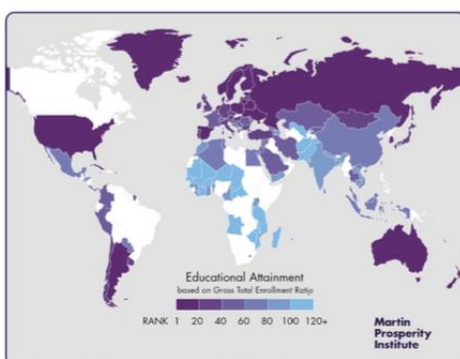 Educational Attainment
based on Gross Total Enrollment Ratio
RANK 1 20 40 60 80 100 120+
Martin
Prosperity
Institute